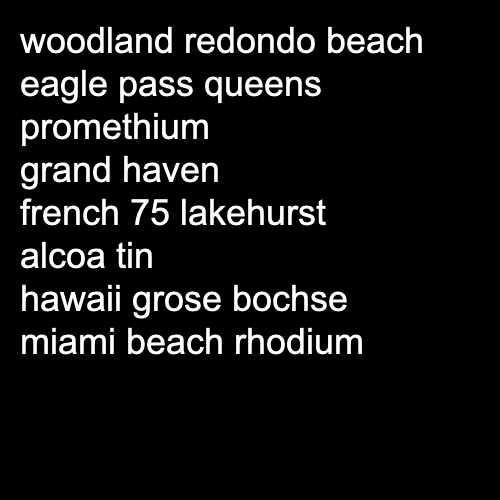 woodland redondo beach
eagle pass queens
promethium
grand haven
french 75 lakehurst
alcoa tin
hawaii grose bochse
miami beach rhodium